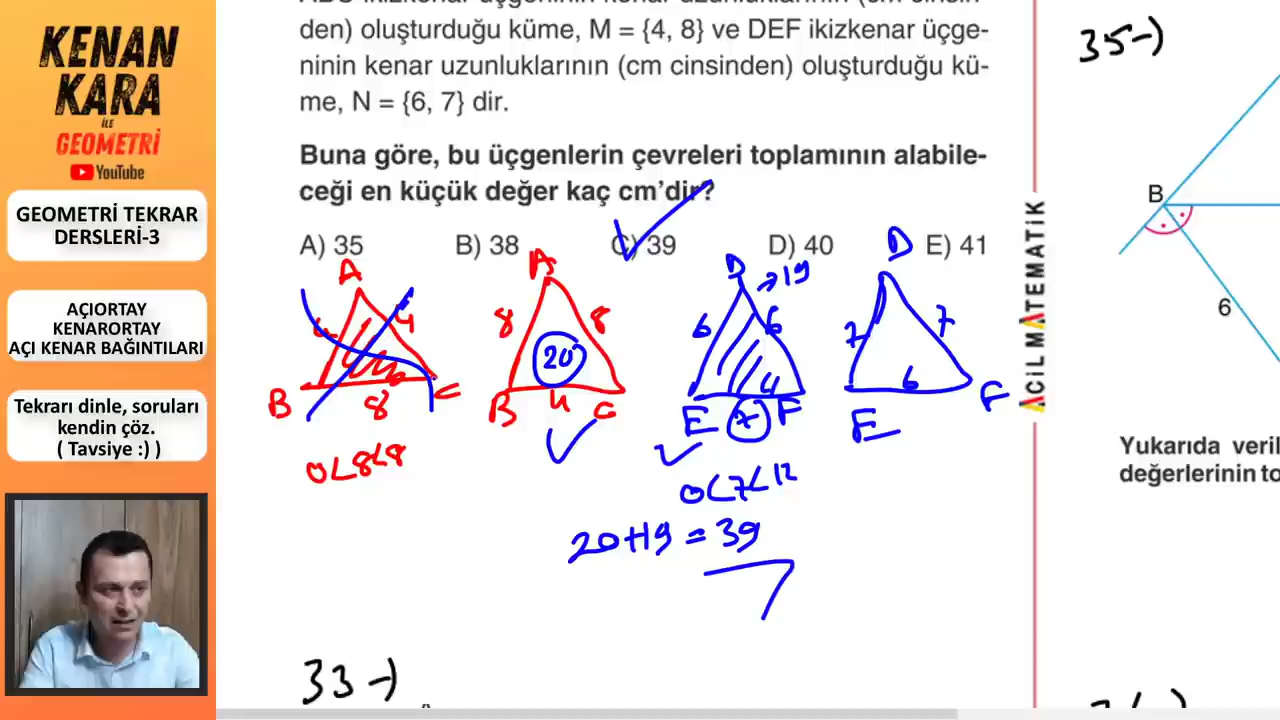 KENAN
KARA
İLE
GEOMETRİ
YouTube
GEOMETRİ TEKRAR
DERSLERİ-3
AÇIORTAY
KENARORTAY
AÇI KENAR BAĞINTILARI
Tekrarı dinle, soruları
kendin çöz.
( Tavsiye :) )
den) oluşturduğu küme, M = {4, 8} ve DEF ikizkenar üçge-
ninin kenar uzunluklarının (cm cinsinden) oluşturduğu kü-
me, N = {6, 7} dir.
Buna göre, bu üçgenlerin çevreleri toplamının alabile-
ceği en küçük değer kaç cm'dir?
A) 35 B) 38 C) 39 D) 40 E) 41
A 4 4 B 8 C
0<8<8
A 8 8 20 B 4 C
D →19 6 6 4 E 7 F
0<7<12
D 7 7 6 E F
20+19=39
33-)
ACİLMATEMATİK
35-)
B
6
Yukarıda veril
değerlerinin to